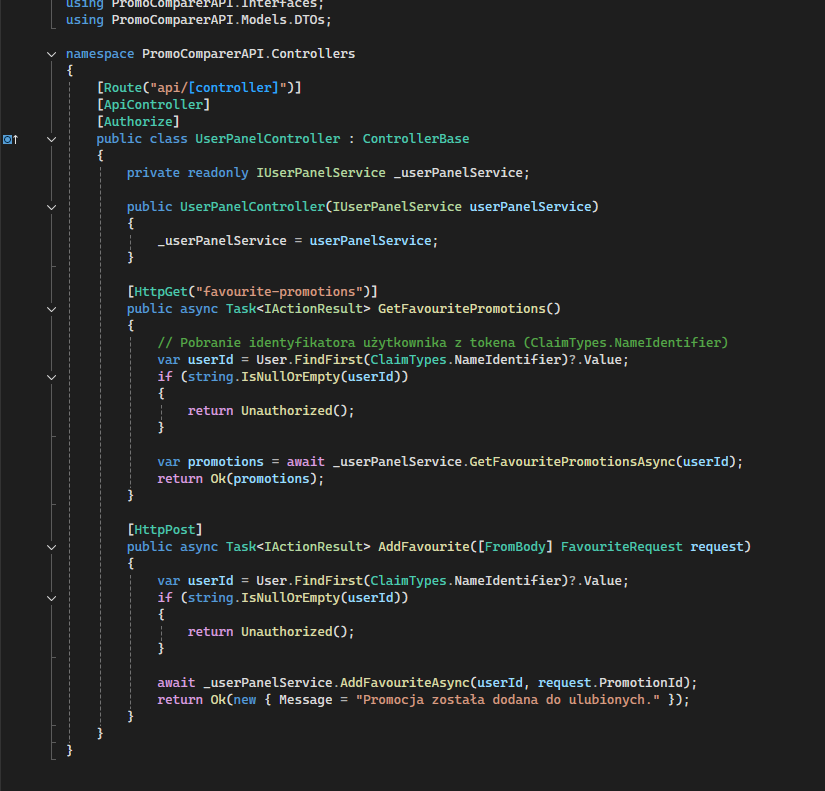 using PromoComparerAPI.Interfaces;
using PromoComparerAPI.Models.DTOs;
namespace PromoComparerAPI.Controllers
{
[Route("api/[controller]")]
[ApiController]
[Authorize]
public class UserPanelController : ControllerBase
{
private readonly IUserPanelService _userPanelService;
public UserPanelController(IUserPanelService userPanelService)
{
_userPanelService = userPanelService;
}
[HttpGet("favourite-promotions")]
public async Task<IActionResult> GetFavouritePromotions()
{
// Pobranie identyfikatora użytkownika z tokena (ClaimTypes.NameIdentifier)
var userId = User.FindFirst(ClaimTypes.NameIdentifier)?.Value;
if (string.IsNullOrEmpty(userId))
{
return Unauthorized();
}
var promotions = await _userPanelService.GetFavouritePromotionsAsync(userId);
return Ok(promotions);
}
[HttpPost]
public async Task<IActionResult> AddFavourite([FromBody] FavouriteRequest request)
{
var userId = User.FindFirst(ClaimTypes.NameIdentifier)?.Value;
if (string.IsNullOrEmpty(userId))
{
return Unauthorized();
}
await _userPanelService.AddFavouriteAsync(userId, request.PromotionId);
return Ok(new { Message = "Promocja została dodana do ulubionych." });
}
}
}